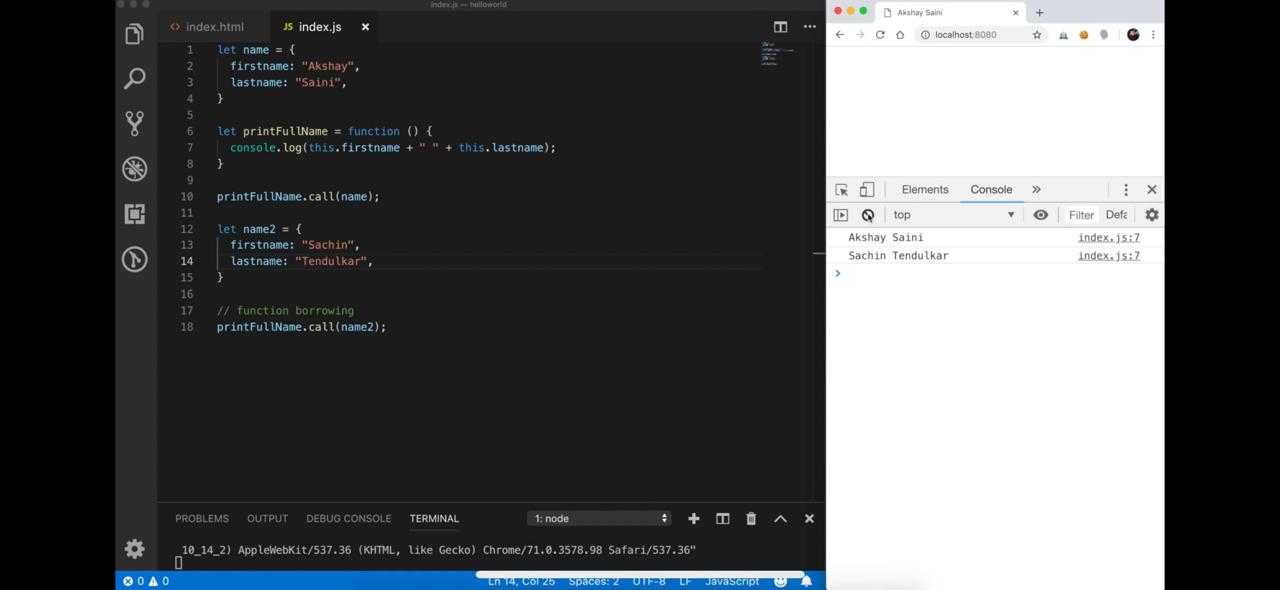 index.js — helloworld
index.html
JS index.js
1 let name = {
2 firstname: "Akshay",
3 lastname: "Saini",
4 }
5
6 let printFullName = function () {
7 console.log(this.firstname + " " + this.lastname);
8 }
9
10 printFullName.call(name);
11
12 let name2 = {
13 firstname: "Sachin",
14 lastname: "Tendulkar",
15 }
16
17 // function borrowing
18 printFullName.call(name2);
PROBLEMS OUTPUT DEBUG CONSOLE TERMINAL 1: node
10_14_2) AppleWebKit/537.36 (KHTML, like Gecko) Chrome/71.0.3578.98 Safari/537.36"
0 0 Ln 14, Col 25 Spaces: 2 UTF-8 LF JavaScript
Akshay Saini
localhost:8080
Elements Console
top Filter Defa
Akshay Saini index.js:7
Sachin Tendulkar index.js:7